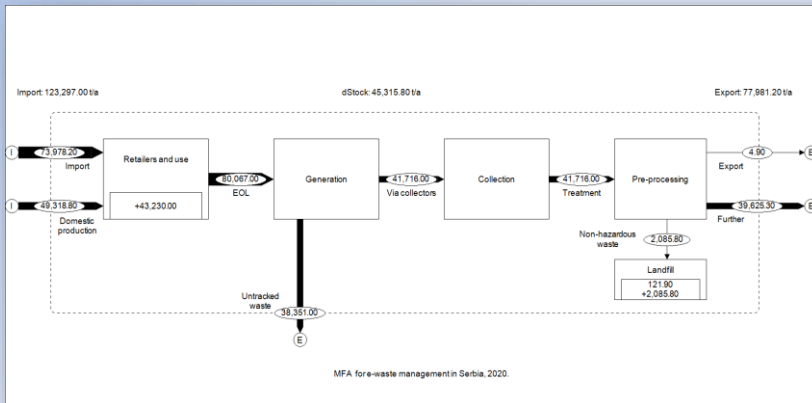 Import: 123,297.00 t/a
dStock: 45,315.80 t/a
Export: 77,981.20 t/a
I
73,978.20
Import
Retailers and use
+43,230.00
80,067.00
EOL
Generation
41,716.00
Via collectors
Collection
41,716.00
Treatment
Pre-processing
4.90
Export
E
I
49,318.80
Domestic
production
39,625.30
Further
E
Non-hazardous
waste
2,085.80
Landfill
121.90
+2,085.80
Untracked
waste
38,351.00
E
MFA for e-waste management in Serbia, 2020.